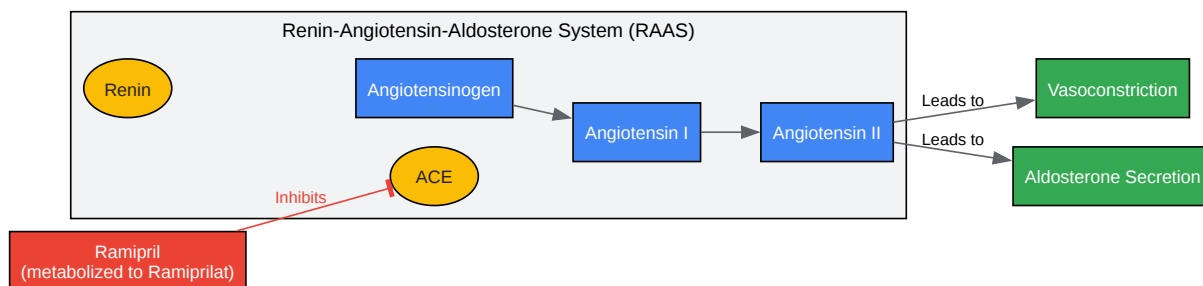 Renin-Angiotensin-Aldosterone System (RAAS)
Renin
Angiotensinogen
Angiotensin I
Angiotensin II
Leads to
Vasoconstriction
Leads to
Aldosterone Secretion
ACE
Inhibits
Ramipril
(metabolized to Ramiprilat)